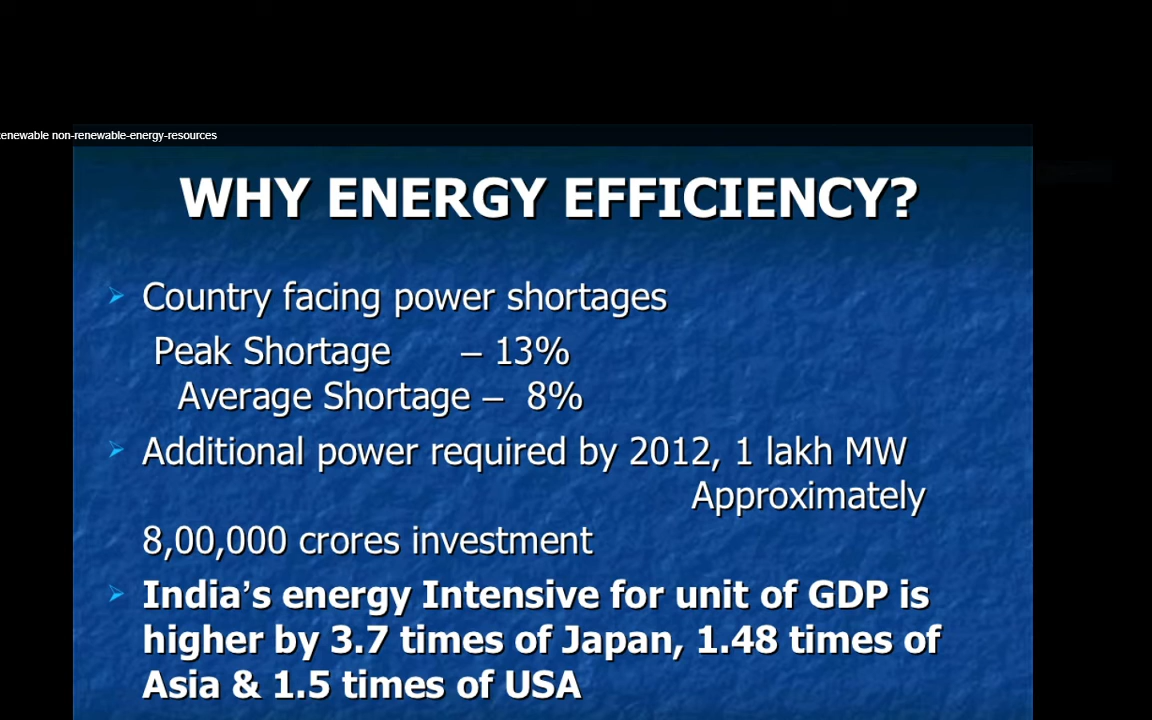 enewable non-renewable-energy-resources
WHY ENERGY EFFICIENCY?
Country facing power shortages
Peak Shortage – 13%
Average Shortage – 8%
Additional power required by 2012, 1 lakh MW
Approximately
8,00,000 crores investment
India’s energy Intensive for unit of GDP is
higher by 3.7 times of Japan, 1.48 times of
Asia & 1.5 times of USA